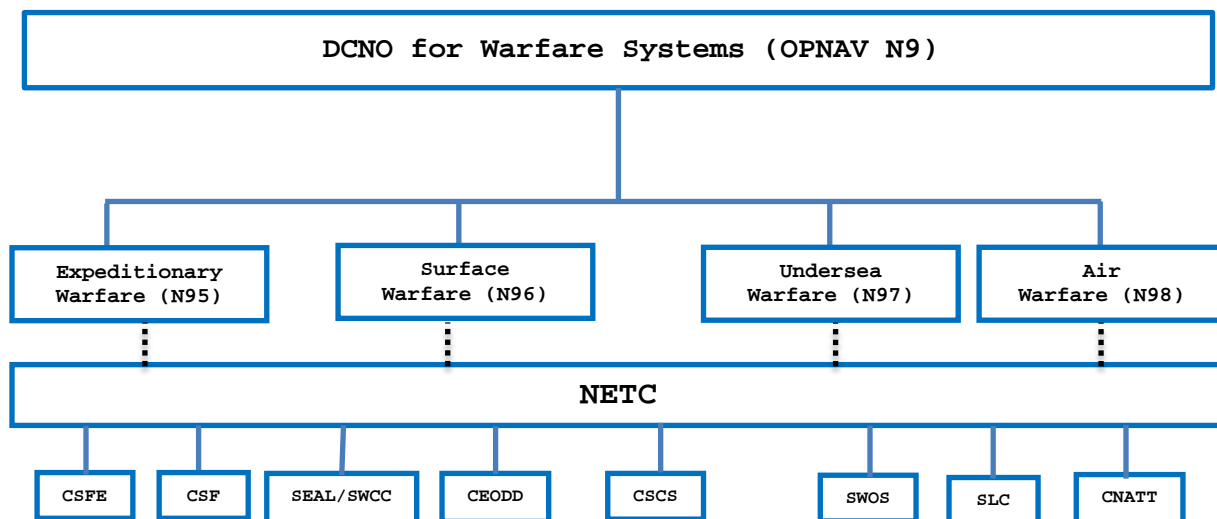 DCNO for Warfare Systems (OPNAV N9)
Expeditionary
Warfare (N95)
Surface
Warfare (N96)
Undersea
Warfare (N97)
Air
Warfare (N98)
NETC
CSFE
CSF
SEAL/SWCC
CEODD
CSCS
SWOS
SLC
CNATT